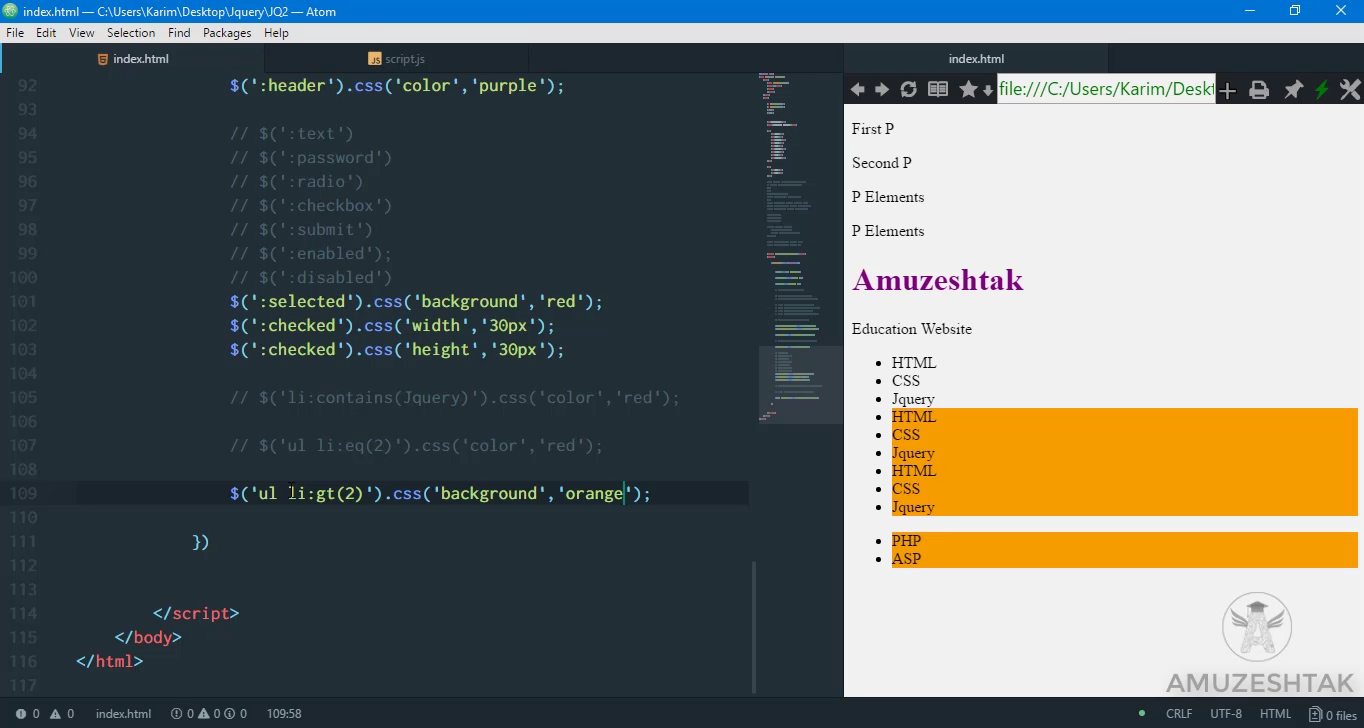 index.html — C:\Users\Karim\Desktop\Jquery\JQ2 — Atom
File Edit View Selection Find Packages Help
index.html script.js index.html
file:///C:/Users/Karim/Deskt
92 $(':header').css('color','purple');
93
94 // $(':text')
95 // $(':password')
96 // $(':radio')
97 // $(':checkbox')
98 // $(':submit')
99 // $(':enabled');
100 // $(':disabled')
101 $(':selected').css('background','red');
102 $(':checked').css('width','30px');
103 $(':checked').css('height','30px');
104
105 // $('li:contains(Jquery)').css('color','red');
106
107 // $('ul li:eq(2)').css('color','red');
108
109 $('ul li:gt(2)').css('background','orange');
110
111 })
112
113
114 </script>
115 </body>
116 </html>
117
First P
Second P
P Elements
P Elements
Amuzeshtak
Education Website
HTML
CSS
Jquery
HTML
CSS
Jquery
HTML
CSS
Jquery
PHP
ASP
AMUZESHTAK
0 0 index.html 0 0 0 109:58 CRLF UTF-8 HTML 0 files